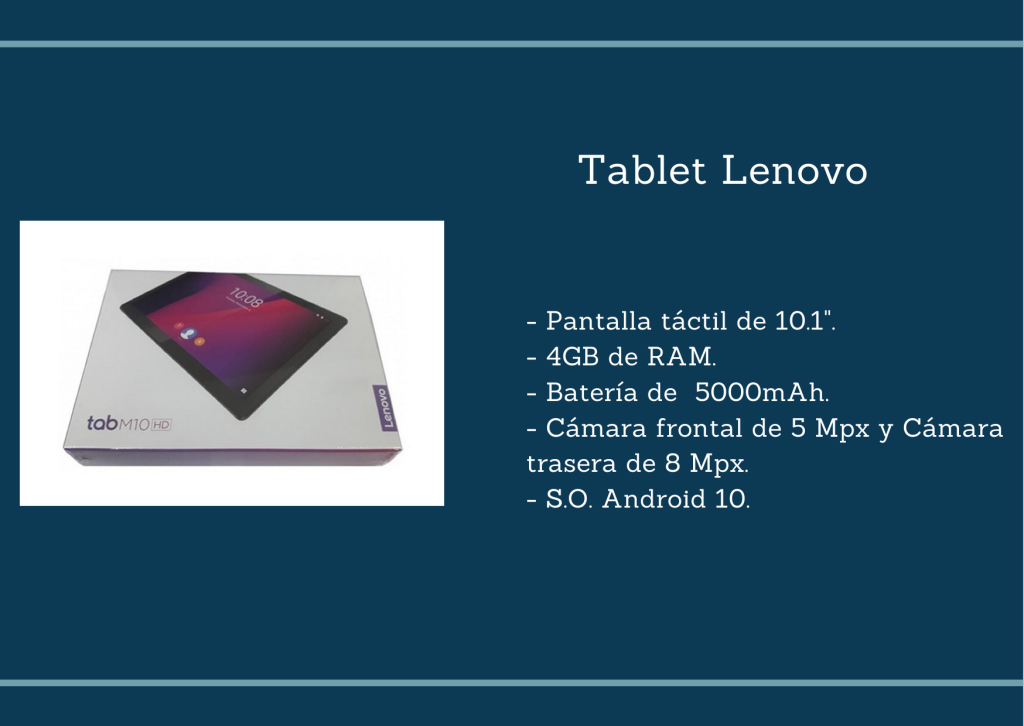 Tablet Lenovo
10:08
tab M10 HD
Lenovo
- Pantalla táctil de 10.1".
- 4GB de RAM.
- Batería de  5000mAh.
- Cámara frontal de 5 Mpx y Cámara
trasera de 8 Mpx.
- S.O. Android 10.